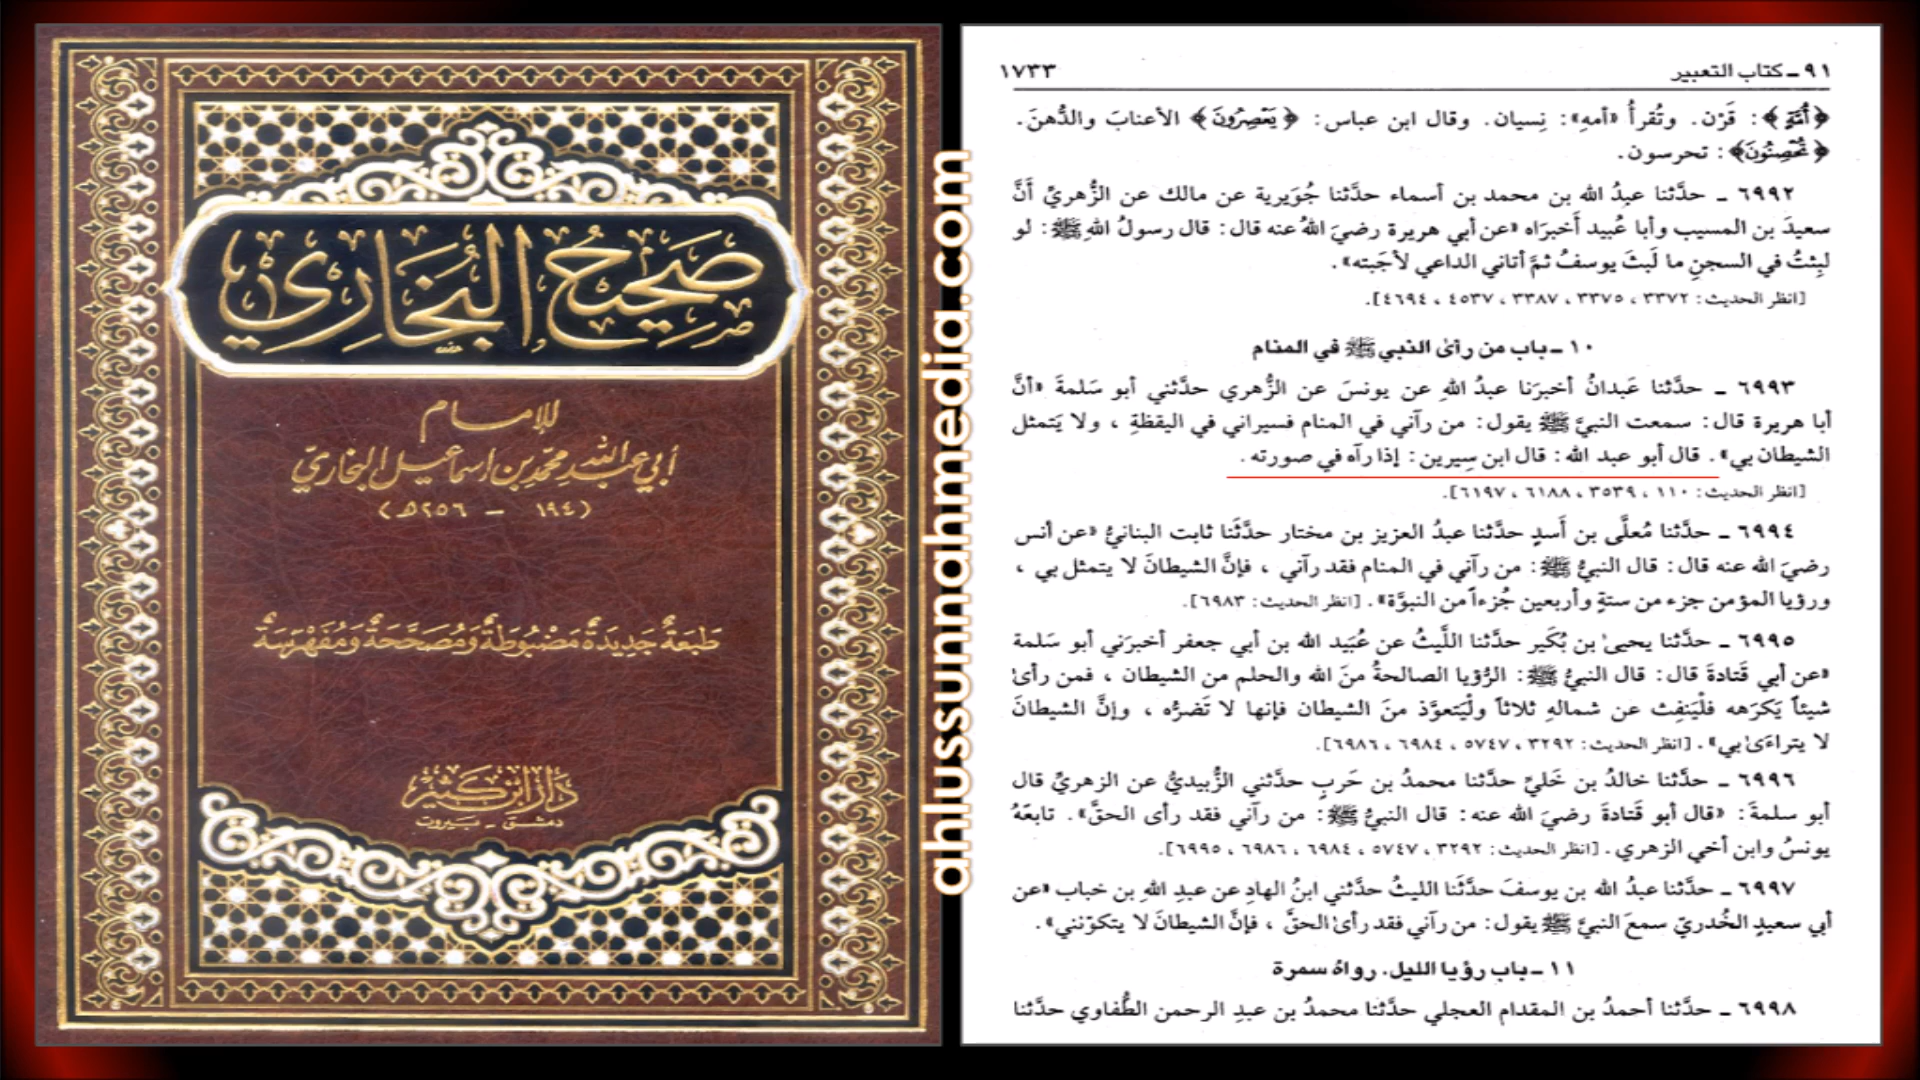 صحيح البخاري
للإمام
أبي عبد الله محمد بن إسماعيل البخاري
(١٩٤ - ٢٥٦ هـ)
طبعة جديدة مضبوطة ومصححة ومفهرسة
دار ابن كثير
دمشق - بيروت
ahlussunnahmedia.com
٩١ ـ كتاب التعبير ١٧٣٣
﴿أُمَّةٍ﴾: قَرْن. وتُقرأُ «أمهِ»: نِسيان. وقال ابن عباس: ﴿يَعْصِرُونَ﴾ الأعنابَ والدُّهنَ.
﴿تُحْصِنُونَ﴾: تحرسون.
٦٩٩٢ ـ حدَّثنا عبدُ الله بن محمد بن أسماء حدَّثنا جُوَيرية عن مالك عن الزُّهريِّ أنَّ
سعيدَ بن المسيب وأبا عُبيد أَخبرَاه «عن أبي هريرة رضيَ اللهُ عنه قال: قال رسولُ اللهِ ﷺ: لو
لبِثتُ في السجنِ ما لَبثَ يوسفُ ثمَّ أتاني الداعي لأجَبته».
[انظر الحديث: ٣٣٧٢، ٣٣٧٥، ٣٣٨٧، ٤٥٣٧، ٤٦٩٤].
١٠ ـ باب من رأى النبي ﷺ في المنام
٦٩٩٣ ـ حدَّثنا عَبدانُ أخبرَنا عبدُ اللهِ عن يونسَ عن الزُّهري حدَّثني أبو سَلمةَ «أنَّ
أبا هريرة قال: سمعت النبيَّ ﷺ يقول: من رآني في المنام فسيراني في اليقظةِ، ولا يَتمثل
الشيطان بي». قال أبو عبد الله: قال ابن سِيرين: إذا رآه في صورته.
[انظر الحديث: ١١٠، ٣٥٣٩، ٦١٨٨، ٦١٩٧].
٦٩٩٤ ـ حدَّثنا مُعلَّى بن أَسدٍ حدَّثنا عبدُ العزيز بن مختار حدَّثَنا ثابت البنانيُّ «عن أنس
رضيَ الله عنه قال: قال النبيُّ ﷺ: من رآني في المنام فقد رآني، فإنَّ الشيطانَ لا يتمثل بي،
ورؤيا المؤمن جزء من ستةٍ وأربعين جُزءاً من النبوَّة». [انظر الحديث: ٦٩٨٣].
٦٩٩٥ ـ حدَّثنا يحيىٰ بن بُكَير حدَّثنا اللَّيثُ عن عُبَيد الله بن أبي جعفر أخبرَني أبو سَلمة
«عن أبي قَتادةَ قال: قال النبيُّ ﷺ: الرُّؤيا الصالحةُ منَ الله والحلم من الشيطان، فمن رأىٰ
شيئاً يَكرَهه فلْيَنفِث عن شمالهِ ثلاثاً ولْيَتعوَّذ منَ الشيطان فإنها لا تَضرُّه، وإنَّ الشيطانَ
لا يتراءَىٰ بي». [انظر الحديث: ٣٢٩٢، ٥٧٤٧، ٦٩٨٤، ٦٩٨٦].
٦٩٩٦ ـ حدَّثنا خالدُ بن خَليّ حدَّثنا محمدُ بن حَربٍ حدَّثني الزُّبيديُّ عن الزهريِّ قال
أبو سلمةَ: «قال أبو قَتادةَ رضيَ الله عنه: قال النبيُّ ﷺ: من رآني فقد رأى الحقَّ». تابعَهُ
يونسُ وابن أخي الزهري. [انظر الحديث: ٣٢٩٢، ٥٧٤٧، ٦٩٨٤، ٦٩٨٦، ٦٩٩٥].
٦٩٩٧ ـ حدَّثنا عبدُ الله بن يوسفَ حدَّثَنا الليثُ حدَّثني ابنُ الهادِ عن عبدِ اللهِ بن خباب «عن
أبي سعيدٍ الخُدريّ سمعَ النبيَّ ﷺ يقول: من رآني فقد رأىٰ الحقَّ، فإنَّ الشيطانَ لا يتكوّنني».
١١ ـ باب رؤيا الليل. رواهُ سمرة
٦٩٩٨ ـ حدَّثنا أحمدُ بن المقدام العجلي حدَّثنا محمدُ بن عبدِ الرحمن الطُّفاوي حدَّثنا